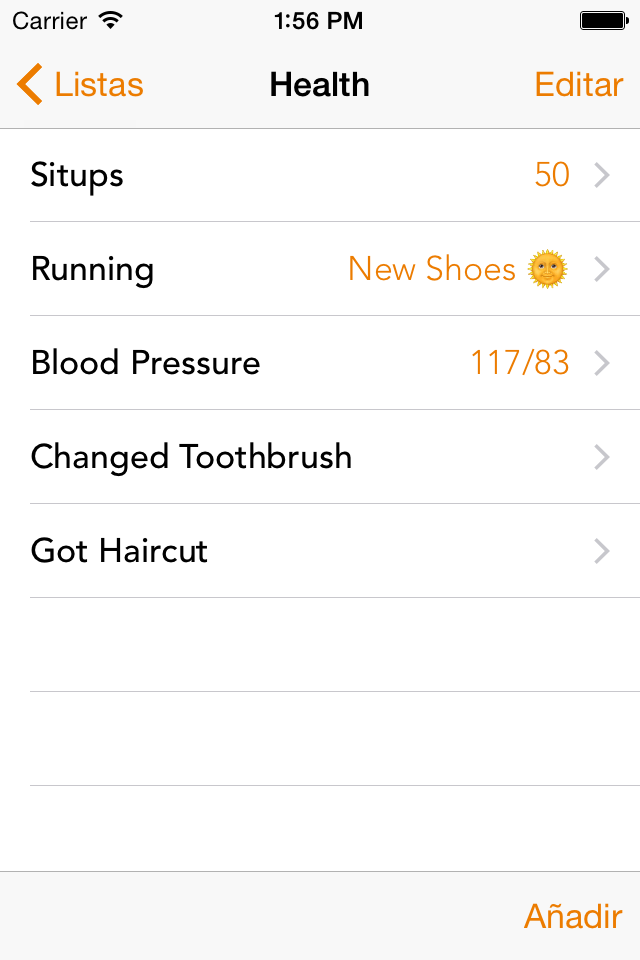 Carrier 1:56 PM
Listas Health Editar
Situps 50
Running New Shoes 🌞
Blood Pressure 117/83
Changed Toothbrush
Got Haircut
Añadir